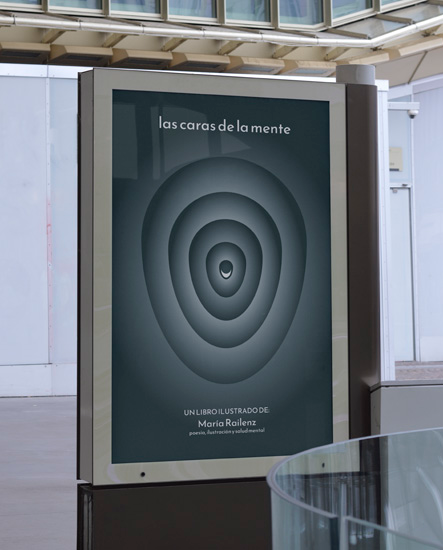 las caras de la mente
UN LIBRO ILUSTRADO DE:
María Railenz
poesía, ilustración y salud mental